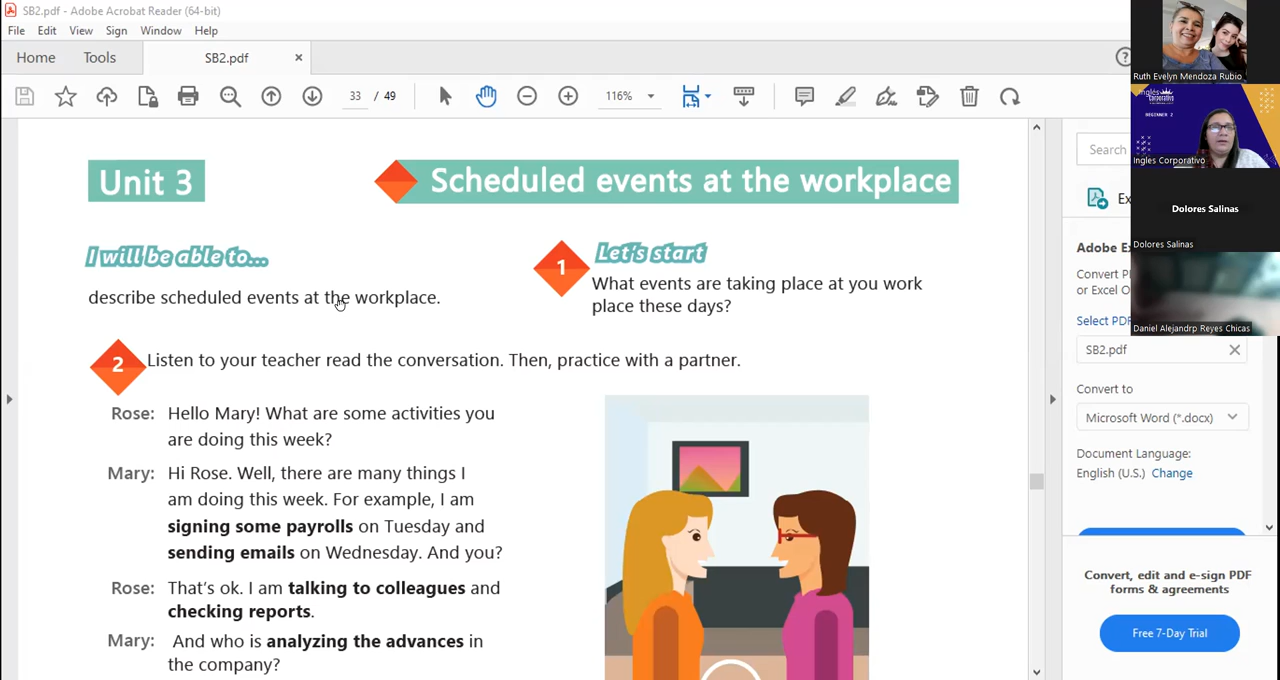 SB2.pdf - Adobe Acrobat Reader (64-bit)
File Edit View Sign Window Help
Home Tools SB2.pdf ×
33 / 49 116%
Unit 3
Scheduled events at the workplace
I will be able to...
describe scheduled events at the workplace.
1 Let's start
What events are taking place at you work
place these days?
2 Listen to your teacher read the conversation. Then, practice with a partner.
Rose: Hello Mary! What are some activities you
are doing this week?
Mary: Hi Rose. Well, there are many things I
am doing this week. For example, I am
signing some payrolls on Tuesday and
sending emails on Wednesday. And you?
Rose: That's ok. I am talking to colleagues and
checking reports.
Mary: And who is analyzing the advances in
the company?
Ruth Evelyn Mendoza Rubio
Inglés
Corporativo
BEGINNER 2
Ingles Corporativo
Dolores Salinas
Dolores Salinas
Daniel Alejandrp Reyes Chicas
Search
Ex
Adobe Ex
Convert P
or Excel O
Select PDF
SB2.pdf
Convert to
Microsoft Word (*.docx)
Document Language:
English (U.S.) Change
Convert, edit and e-sign PDF
forms & agreements
Free 7-Day Trial